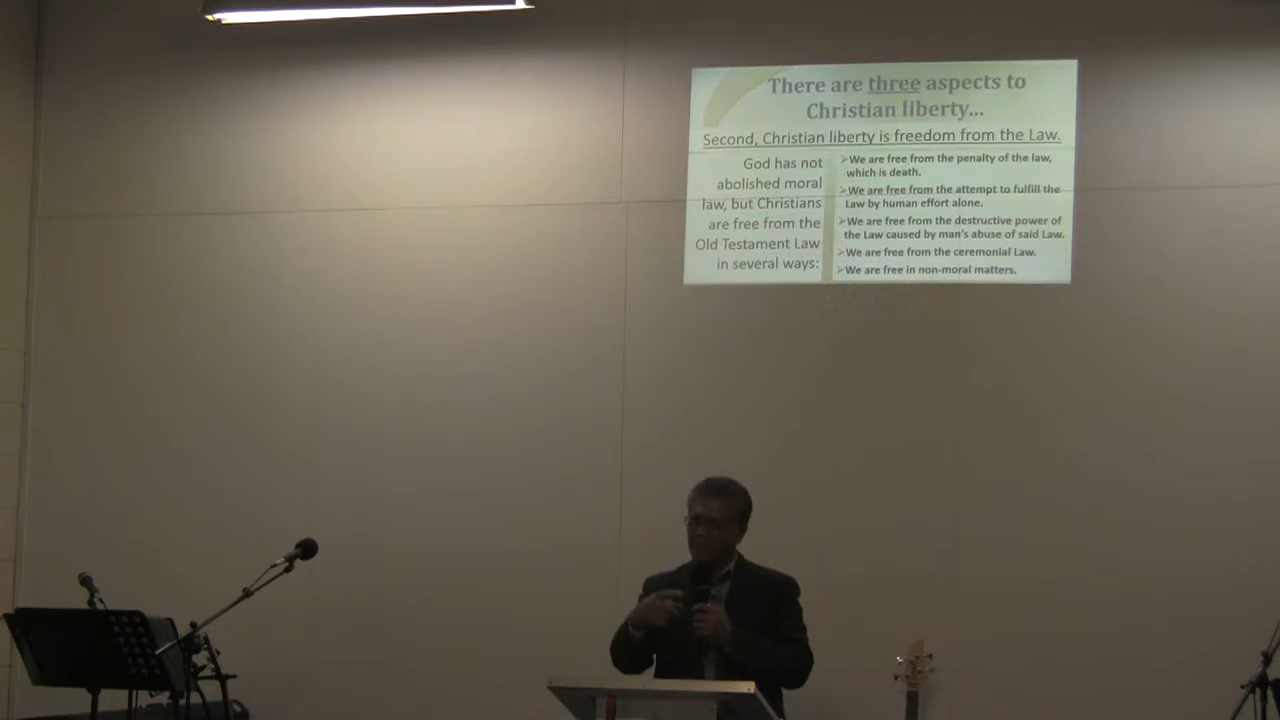 There are three aspects to
Christian liberty...
Second, Christian liberty is freedom from the Law.
God has not
abolished moral
law, but Christians
are free from the
Old Testament Law
in several ways:
➢We are free from the penalty of the law,
which is death.
➢We are free from the attempt to fulfill the
Law by human effort alone.
➢We are free from the destructive power of
the Law caused by man's abuse of said Law.
➢We are free from the ceremonial Law.
➢We are free in non-moral matters.